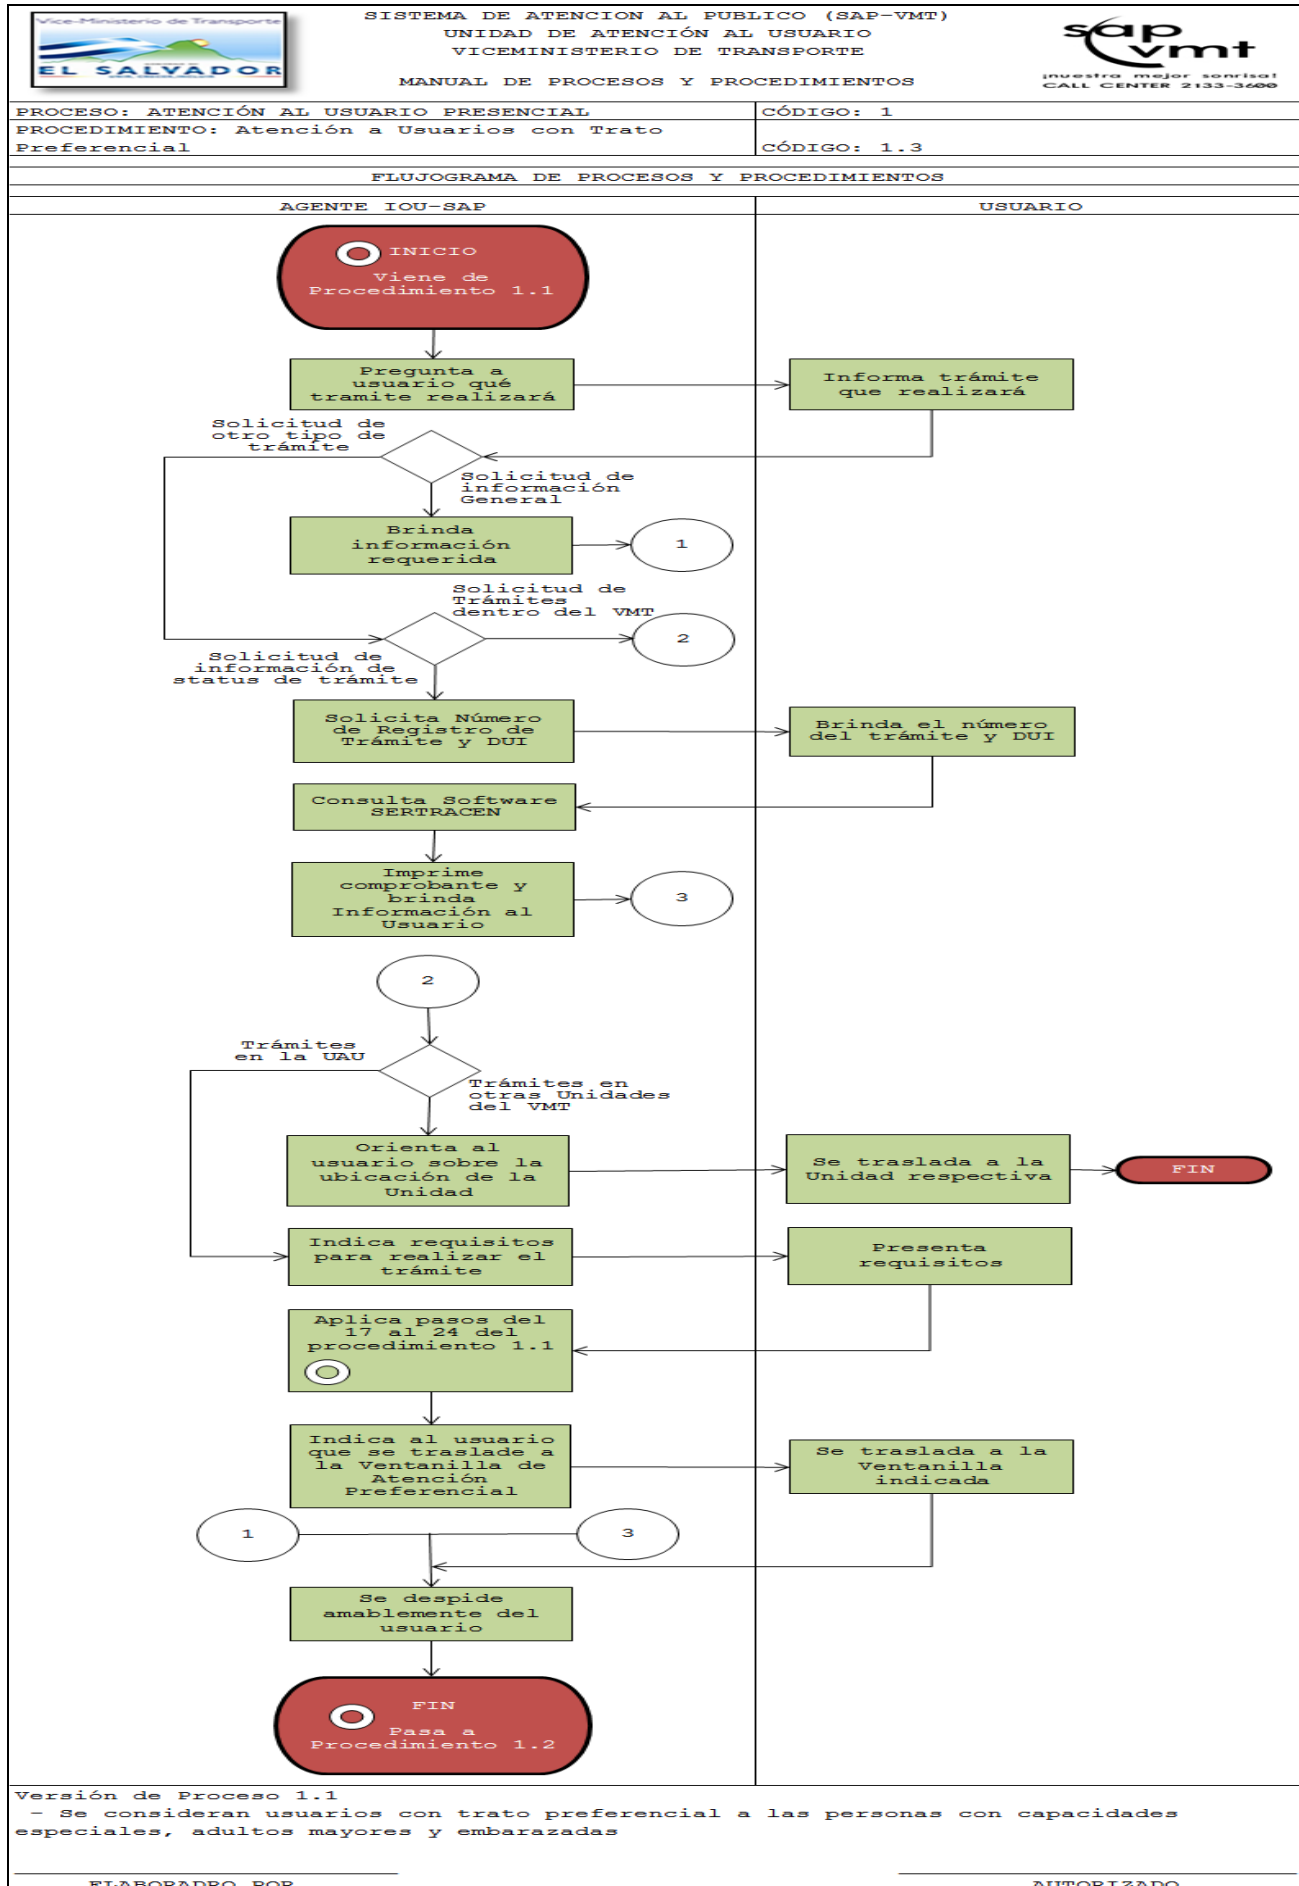 Vice-Ministerio de Transporte
EL SALVADOR
SISTEMA DE ATENCION AL PUBLICO (SAP-VMT)
UNIDAD DE ATENCIÓN AL USUARIO
VICEMINISTERIO DE TRANSPORTE
MANUAL DE PROCESOS Y PROCEDIMIENTOS
sap
vmt
¡nuestra mejor sonrisa!
CALL CENTER 2133-3600
PROCESO: ATENCIÓN AL USUARIO PRESENCIAL
CÓDIGO: 1
PROCEDIMIENTO: Atención a Usuarios con Trato
Preferencial
CÓDIGO: 1.3
FLUJOGRAMA DE PROCESOS Y PROCEDIMIENTOS
AGENTE IOU-SAP
USUARIO
INICIO
Viene de
Procedimiento 1.1
Pregunta a
usuario qué
tramite realizará
Informa trámite
que realizará
Solicitud de
otro tipo de
trámite
Solicitud de
información
General
Brinda
información
requerida
1
Solicitud de
Trámites
dentro del VMT
2
Solicitud de
información de
status de trámite
Solicita Número
de Registro de
Trámite y DUI
Brinda el número
del trámite y DUI
Consulta Software
SERTRACEN
Imprime
comprobante y
brinda
Información al
Usuario
3
2
Trámites
en la UAU
Trámites en
otras Unidades
del VMT
Orienta al
usuario sobre la
ubicación de la
Unidad
Se traslada a la
Unidad respectiva
FIN
Indica requisitos
para realizar el
trámite
Presenta
requisitos
Aplica pasos del
17 al 24 del
procedimiento 1.1
Indica al usuario
que se traslade a
la Ventanilla de
Atención
Preferencial
Se traslada a la
Ventanilla
indicada
1
3
Se despide
amablemente del
usuario
FIN
Pasa a
Procedimiento 1.2
Versión de Proceso 1.1
- Se consideran usuarios con trato preferencial a las personas con capacidades
especiales, adultos mayores y embarazadas
ELABORADRO POR
AUTORIZADO